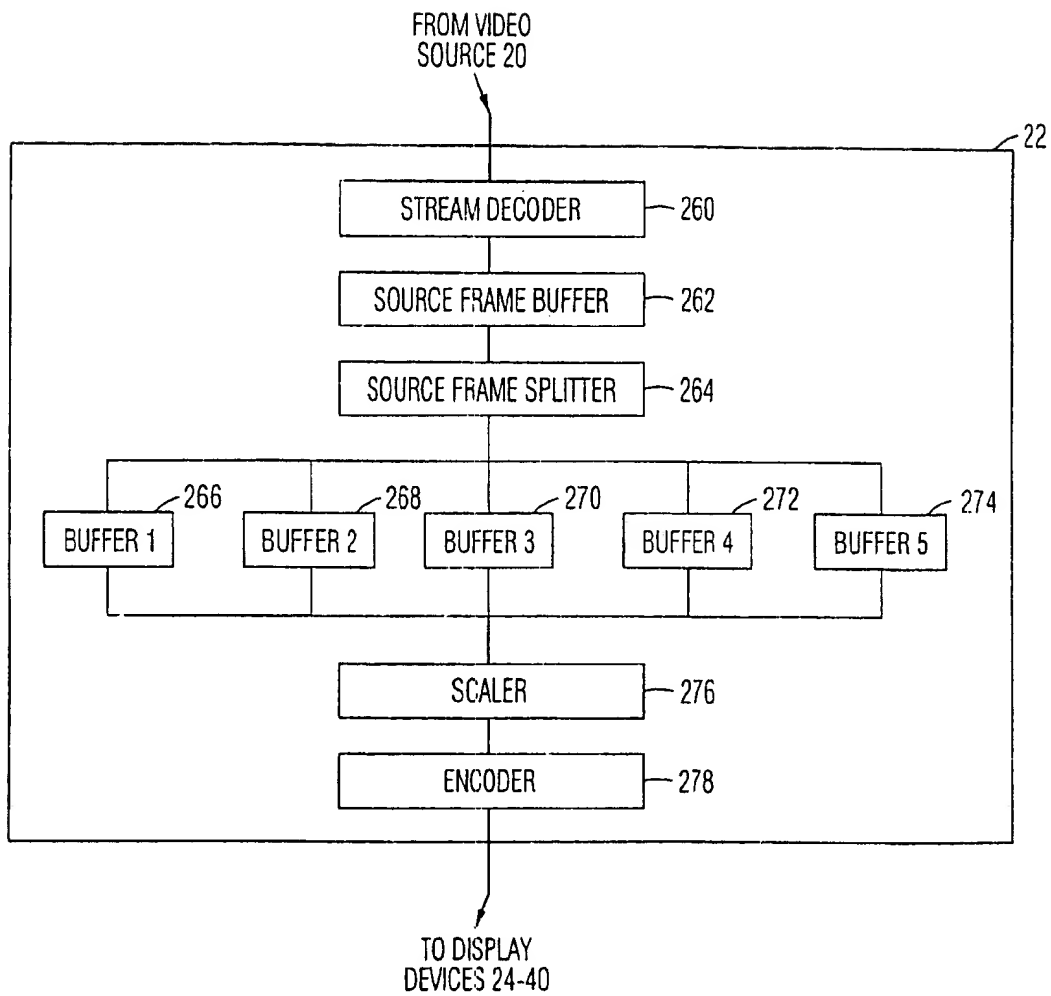 FROM VIDEO
SOURCE 20
22
STREAM DECODER
260
SOURCE FRAME BUFFER
262
SOURCE FRAME SPLITTER
264
266
268
270
272
274
BUFFER 1
BUFFER 2
BUFFER 3
BUFFER 4
BUFFER 5
SCALER
276
ENCODER
278
TO DISPLAY
DEVICES 24-40